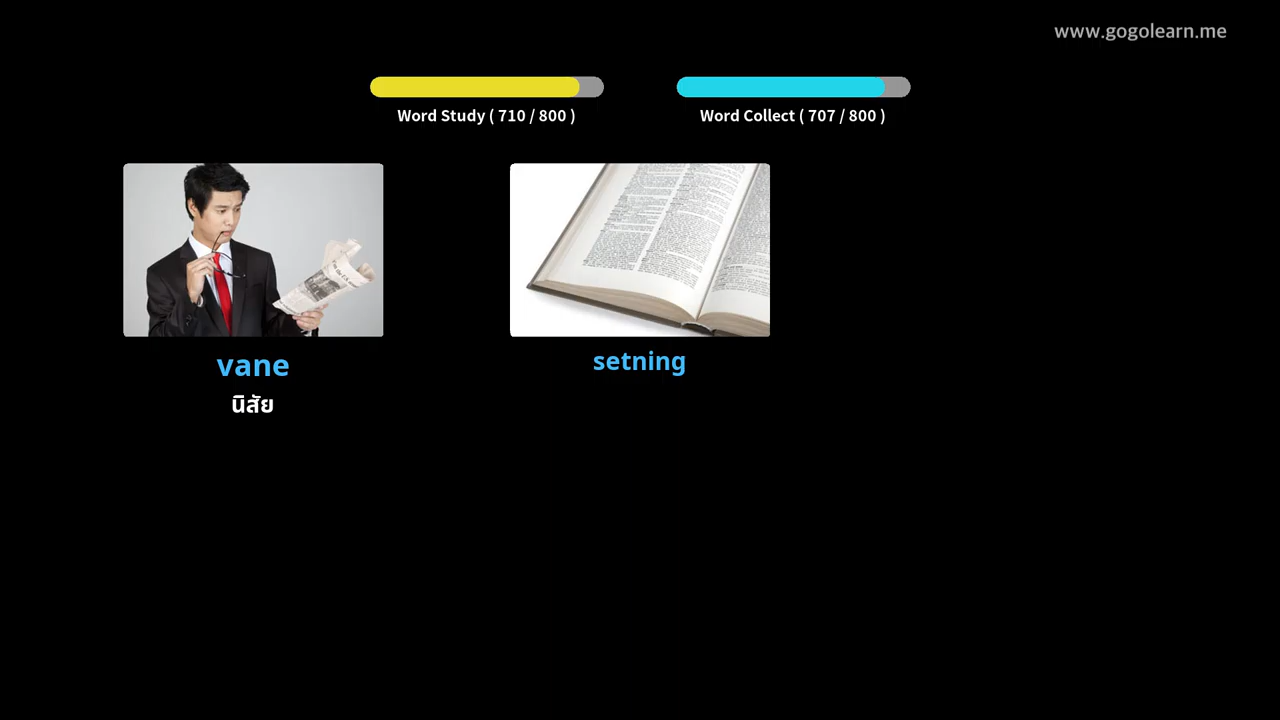 www.gogolearn.me
Word Study ( 710 / 800 )
Word Collect ( 707 / 800 )
vane
setning
นิสัย